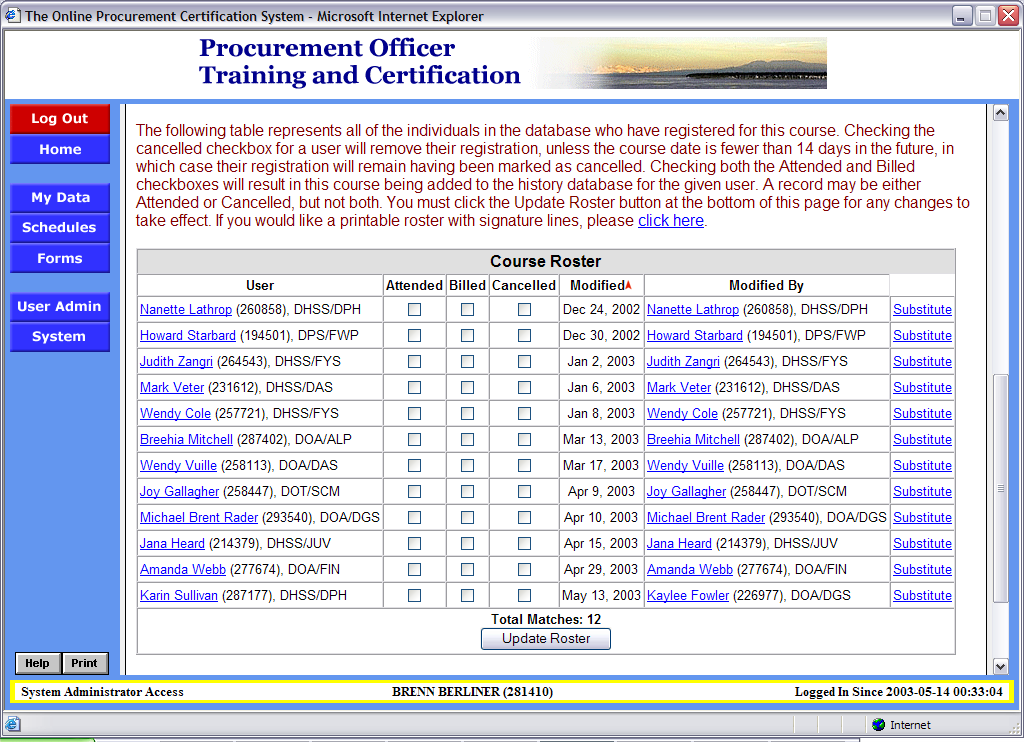 The Online Procurement Certification System - Microsoft Internet Explorer
Procurement Officer
Training and Certification
Log Out
Home
My Data
Schedules
Forms
User Admin
System
The following table represents all of the individuals in the database who have registered for this course. Checking the
cancelled checkbox for a user will remove their registration, unless the course date is fewer than 14 days in the future, in
which case their registration will remain having been marked as cancelled. Checking both the Attended and Billed
checkboxes will result in this course being added to the history database for the given user. A record may be either
Attended or Cancelled, but not both. You must click the Update Roster button at the bottom of this page for any changes to
take effect. If you would like a printable roster with signature lines, please click here.
Course Roster
User Attended Billed Cancelled Modified Modified By
Nanette Lathrop (260858), DHSS/DPH Dec 24, 2002 Nanette Lathrop (260858), DHSS/DPH Substitute
Howard Starbard (194501), DPS/FWP Dec 30, 2002 Howard Starbard (194501), DPS/FWP Substitute
Judith Zangri (264543), DHSS/FYS Jan 2, 2003 Judith Zangri (264543), DHSS/FYS Substitute
Mark Veter (231612), DHSS/DAS Jan 6, 2003 Mark Veter (231612), DHSS/DAS Substitute
Wendy Cole (257721), DHSS/FYS Jan 8, 2003 Wendy Cole (257721), DHSS/FYS Substitute
Breehia Mitchell (287402), DOA/ALP Mar 13, 2003 Breehia Mitchell (287402), DOA/ALP Substitute
Wendy Vuille (258113), DOA/DAS Mar 17, 2003 Wendy Vuille (258113), DOA/DAS Substitute
Joy Gallagher (258447), DOT/SCM Apr 9, 2003 Joy Gallagher (258447), DOT/SCM Substitute
Michael Brent Rader (293540), DOA/DGS Apr 10, 2003 Michael Brent Rader (293540), DOA/DGS Substitute
Jana Heard (214379), DHSS/JUV Apr 15, 2003 Jana Heard (214379), DHSS/JUV Substitute
Amanda Webb (277674), DOA/FIN Apr 29, 2003 Amanda Webb (277674), DOA/FIN Substitute
Karin Sullivan (287177), DHSS/DPH May 13, 2003 Kaylee Fowler (226977), DOA/DGS Substitute
Total Matches: 12
Update Roster
Help Print
System Administrator Access BRENN BERLINER (281410) Logged In Since 2003-05-14 00:33:04
Internet